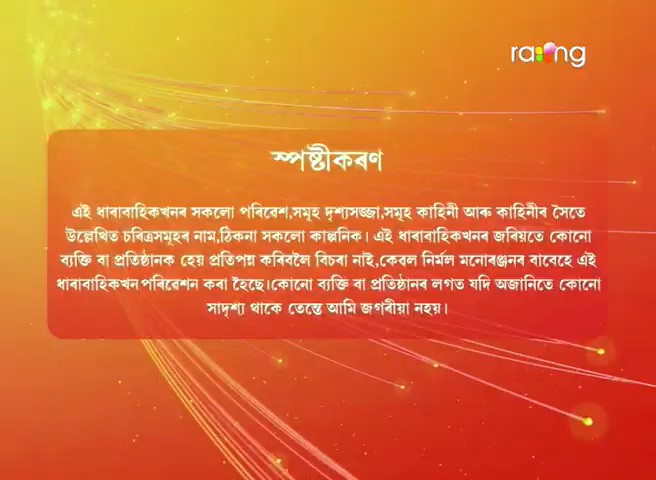 rang
স্পষ্টীকৰণ
এই ধাৰাবাহিকখনৰ সকলো পৰিৱেশ,সমূহ দৃশ্যসজ্জা,সমূহ কাহিনী আৰু কাহিনীৰ সৈতে
উল্লেখিত চৰিত্ৰসমূহৰ নাম,ঠিকনা সকলো কাল্পনিক। এই ধাৰাবাহিকখনৰ জৰিয়তে কোনো
ব্যক্তি বা প্ৰতিষ্ঠানক হেয় প্ৰতিপন্ন কৰিবলৈ বিচৰা নাই,কেৱল নিৰ্মল মনোৰঞ্জনৰ বাবেহে এই
ধাৰাবাহিকখন পৰিৱেশন কৰা হৈছে।কোনো ব্যক্তি বা প্ৰতিষ্ঠানৰ লগত যদি অজানিতে কোনো
সাদৃশ্য থাকে তেন্তে আমি জগৰীয়া নহয়।